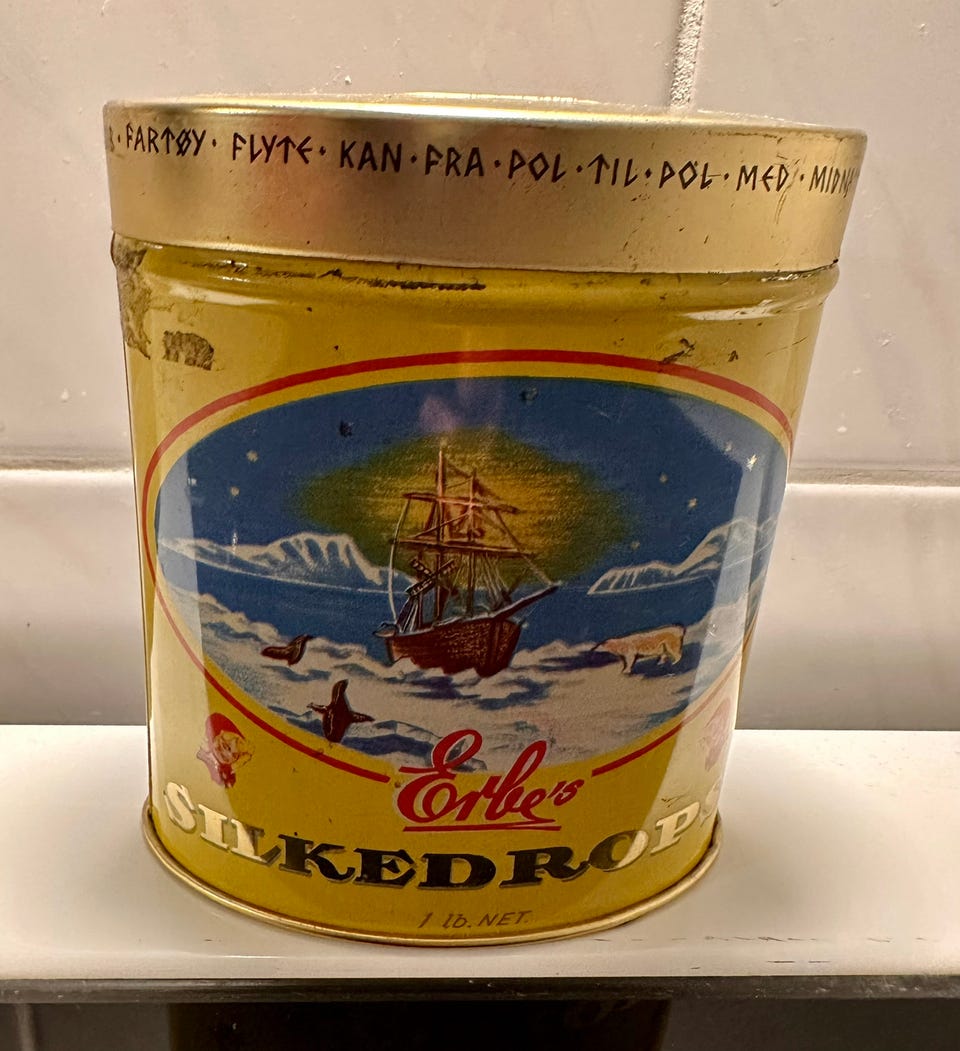 · FARTØY · FLYTE · KAN · FRA · POL · TIL · POL · MED ·
Erbe's
SILKEDROPS
1 lb. NET.